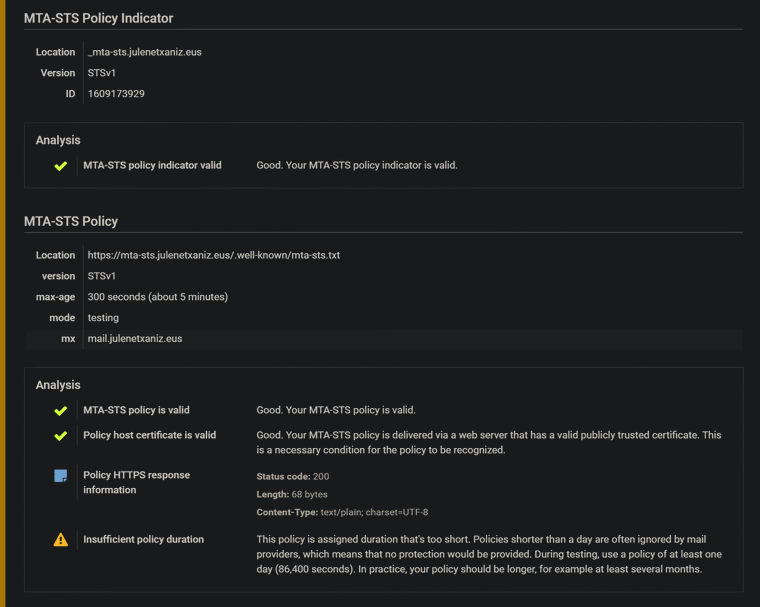 MTA-STS Policy Indicator
Location _mta-sts.julenetxaniz.eus
Version STSv1
ID 1609173929
Analysis
MTA-STS policy indicator valid Good. Your MTA-STS policy indicator is valid.
MTA-STS Policy
Location https://mta-sts.julenetxaniz.eus/.well-known/mta-sts.txt
version STSv1
max-age 300 seconds (about 5 minutes)
mode testing
mx mail.julenetxaniz.eus
Analysis
MTA-STS policy is valid Good. Your MTA-STS policy is valid.
Policy host certificate is valid Good. Your MTA-STS policy is delivered via a web server that has a valid publicly trusted certificate. This
is a necessary condition for the policy to be recognized.
Policy HTTPS response
information
Status code: 200
Length: 68 bytes
Content-Type: text/plain; charset=UTF-8
Insufficient policy duration This policy is assigned duration that's too short. Policies shorter than a day are often ignored by mail
providers, which means that no protection would be provided. During testing, use a policy of at least one
day (86,400 seconds). In practice, your policy should be longer, for example at least several months.